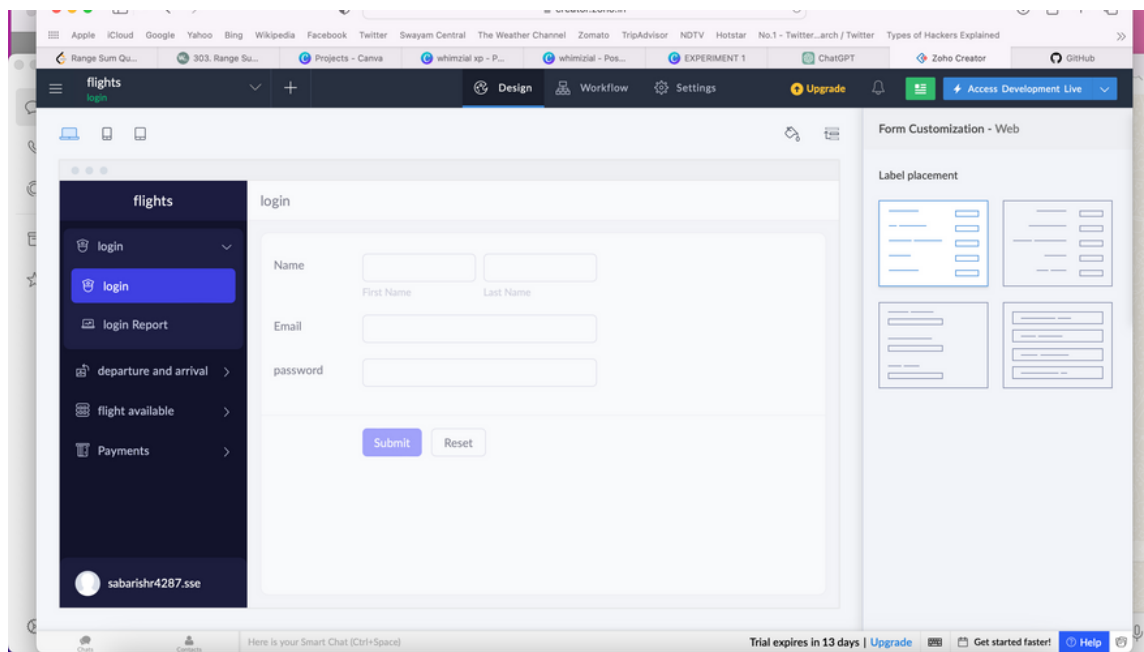 Apple iCloud Google Yahoo Bing Wikipedia Facebook Twitter Swayam Central The Weather Channel Zomato TripAdvisor NDTV Hotstar No.1 - Twitter...arch / Twitter Types of Hackers Explained
Range Sum Qu... 303. Range Su... Projects - Canva whimzial xp - P... whimizial - Pos... EXPERIMENT 1 ChatGPT Zoho Creator GitHub
flights
login
Design Workflow Settings Upgrade Access Development Live
Form Customization - Web
Label placement
flights
login
login
login
login Report
departure and arrival
flight available
Payments
sabarishr4287.sse
Name
First Name Last Name
Email
password
Submit Reset
Chats Contacts Here is your Smart Chat (Ctrl+Space) Trial expires in 13 days | Upgrade Get started faster! Help